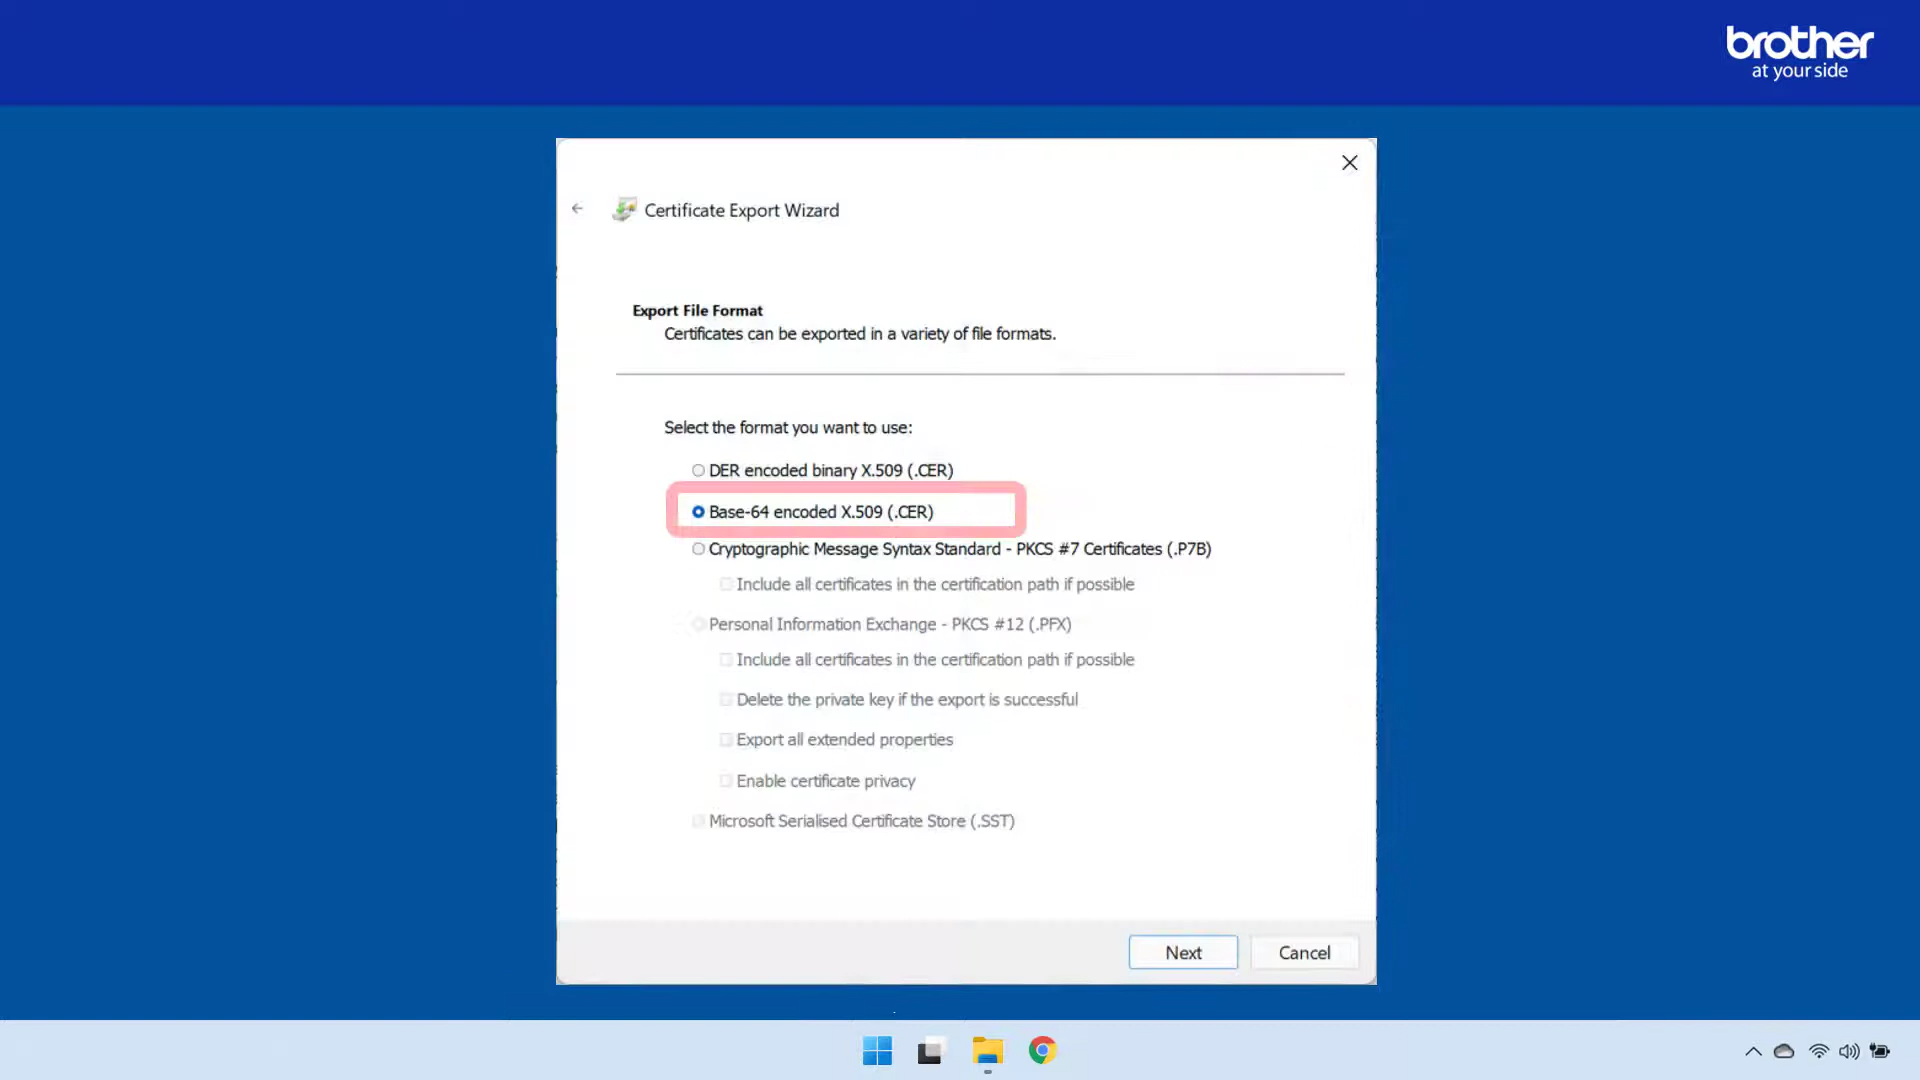 brother
at your side
Certificate Export Wizard
Export File Format
Certificates can be exported in a variety of file formats.
Select the format you want to use:
DER encoded binary X.509 (.CER)
Base-64 encoded X.509 (.CER)
Cryptographic Message Syntax Standard - PKCS #7 Certificates (.P7B)
Include all certificates in the certification path if possible
Personal Information Exchange - PKCS #12 (.PFX)
Include all certificates in the certification path if possible
Delete the private key if the export is successful
Export all extended properties
Enable certificate privacy
Microsoft Serialised Certificate Store (.SST)
Next Cancel